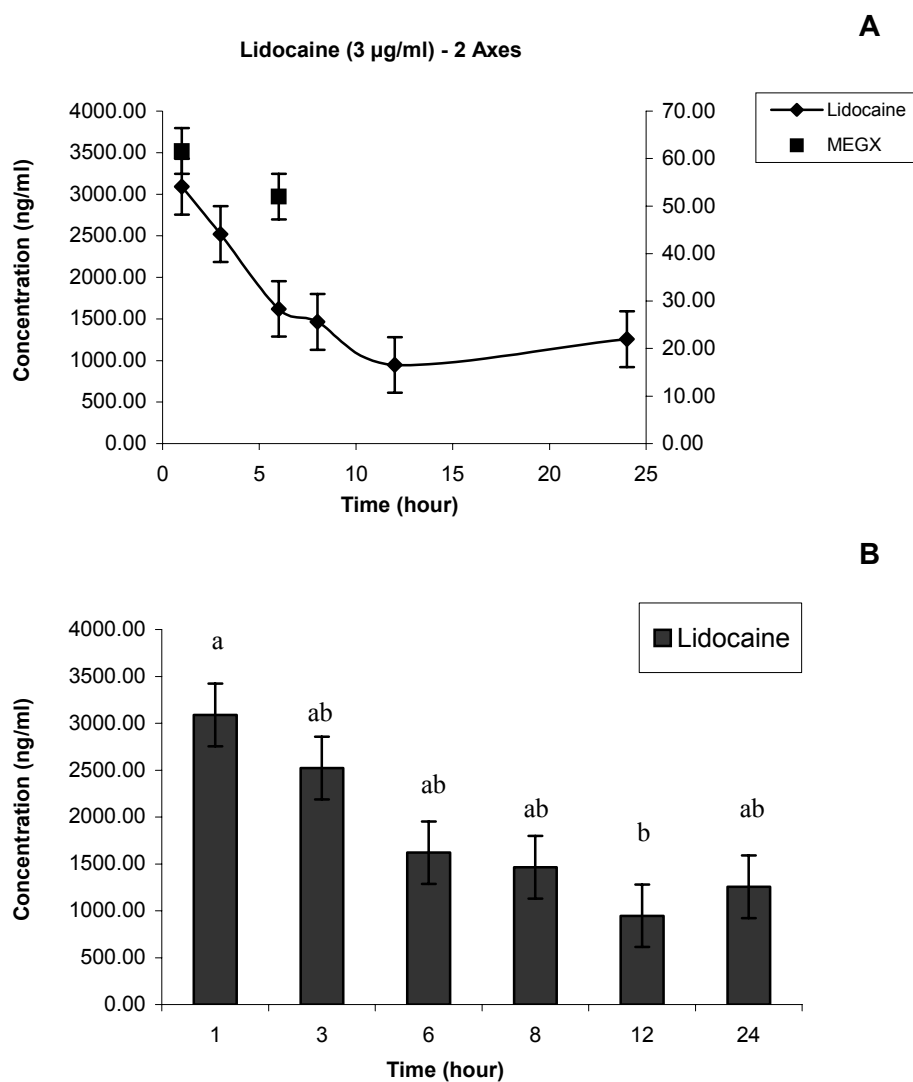 A
Lidocaine (3 µg/ml) - 2 Axes
Lidocaine
MEGX
4000.00
3500.00
3000.00
2500.00
2000.00
1500.00
1000.00
500.00
0.00
Concentration (ng/ml)
70.00
60.00
50.00
40.00
30.00
20.00
10.00
0.00
0 5 10 15 20 25
Time (hour)
B
Lidocaine
4000.00
3500.00
3000.00
2500.00
2000.00
1500.00
1000.00
500.00
0.00
Concentration (ng/ml)
a
ab
ab
ab
b
ab
1 3 6 8 12 24
Time (hour)